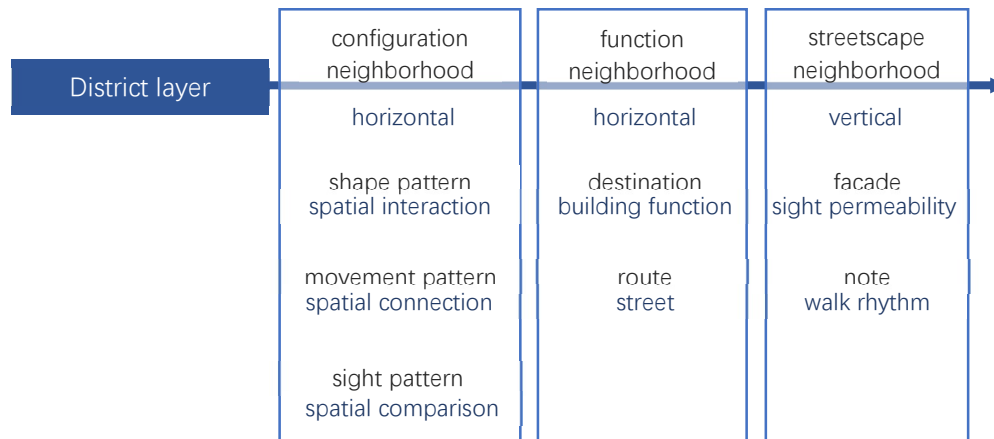 District layer
configuration
neighborhood
horizontal
shape pattern
spatial interaction
movement pattern
spatial connection
sight pattern
spatial comparison
function
neighborhood
horizontal
destination
building function
route
street
streetscape
neighborhood
vertical
facade
sight permeability
note
walk rhythm